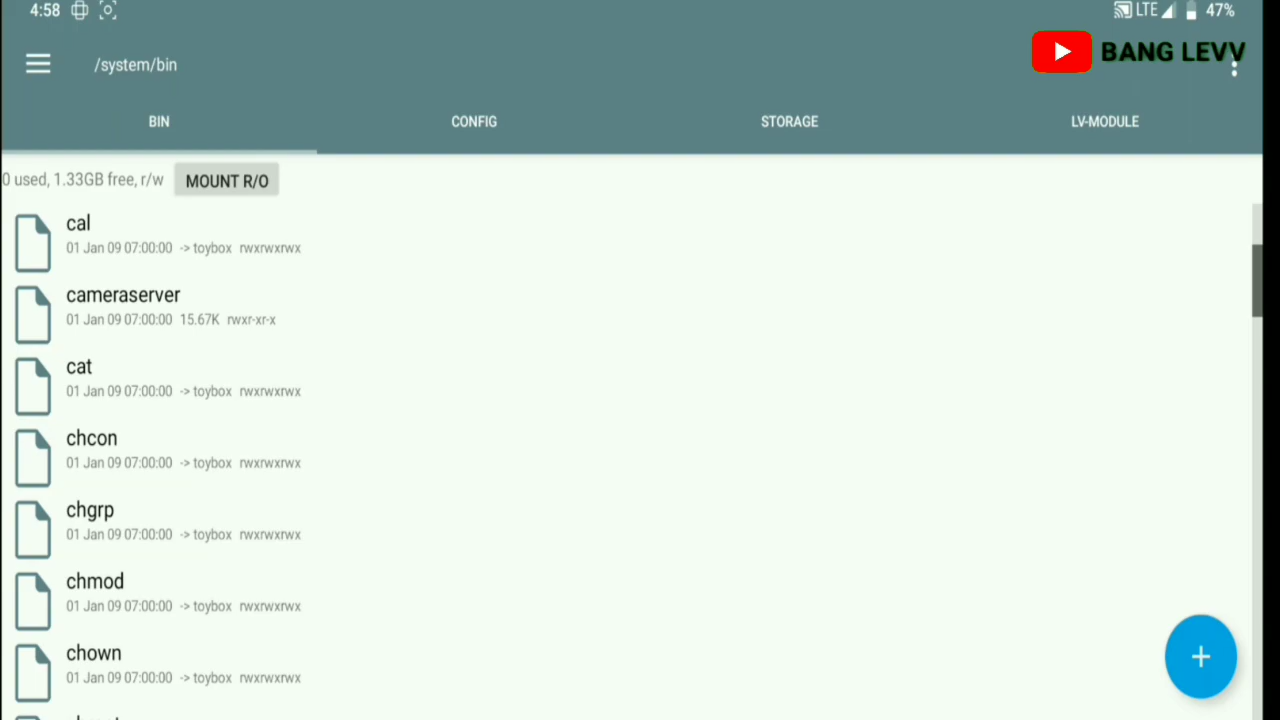 4:58 LTE 47%
/system/bin
BANG LEVV
BIN CONFIG STORAGE LV-MODULE
0 used, 1.33GB free, r/w MOUNT R/O
cal
01 Jan 09 07:00:00 -> toybox rwxrwxrwx
cameraserver
01 Jan 09 07:00:00 15.67K rwxr-xr-x
cat
01 Jan 09 07:00:00 -> toybox rwxrwxrwx
chcon
01 Jan 09 07:00:00 -> toybox rwxrwxrwx
chgrp
01 Jan 09 07:00:00 -> toybox rwxrwxrwx
chmod
01 Jan 09 07:00:00 -> toybox rwxrwxrwx
chown
01 Jan 09 07:00:00 -> toybox rwxrwxrwx